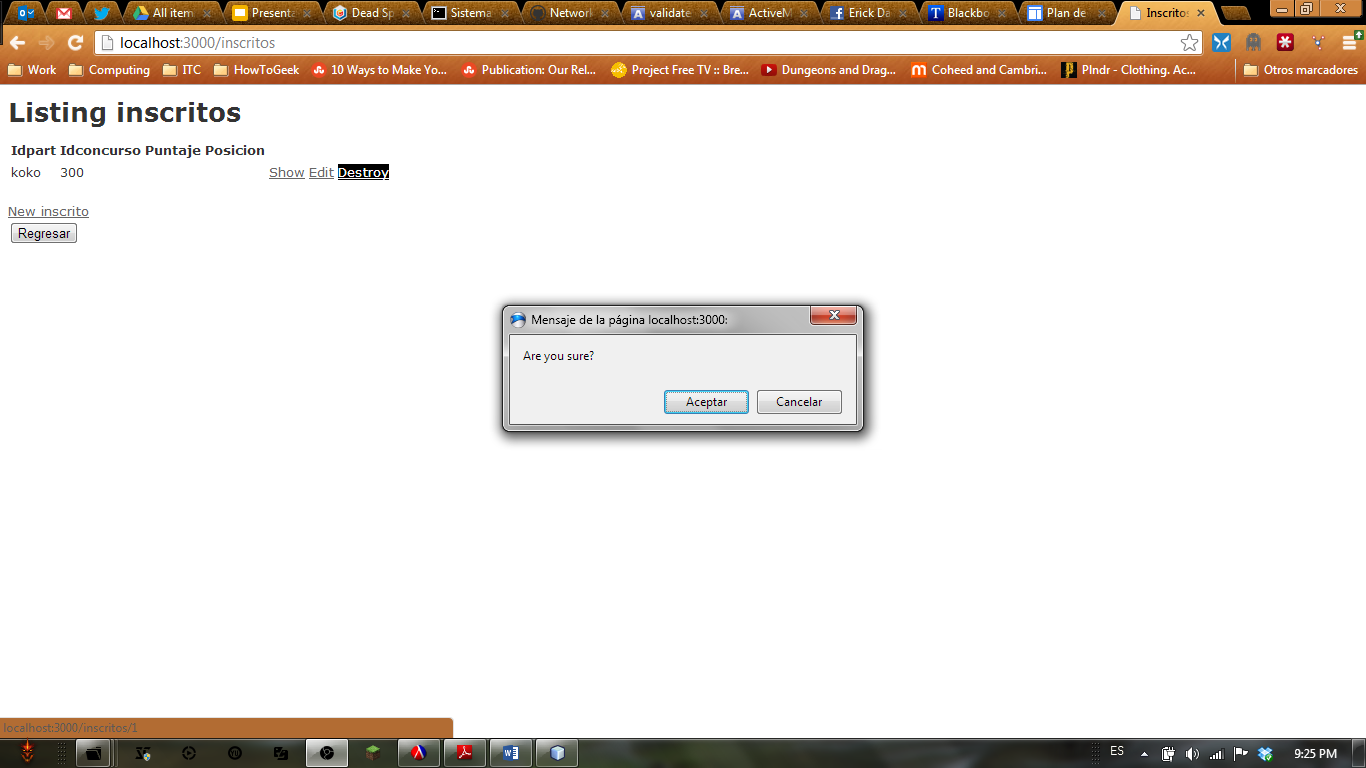 All item
Presenta
Dead Sp
Sistema
Network
validate
ActiveM
Erick Da
Blackbo
Plan de
Inscritos
localhost:3000/inscritos
Work
Computing
ITC
HowToGeek
10 Ways to Make Yo...
Publication: Our Rel...
Project Free TV :: Bre...
Dungeons and Drag...
Coheed and Cambri...
Plndr - Clothing. Ac...
Otros marcadores
Listing inscritos
Idpart Idconcurso Puntaje Posicion
koko 300 Show Edit Destroy
New inscrito
Regresar
Mensaje de la página localhost:3000:
Are you sure?
Aceptar
Cancelar
localhost:3000/inscritos/1
ES
9:25 PM